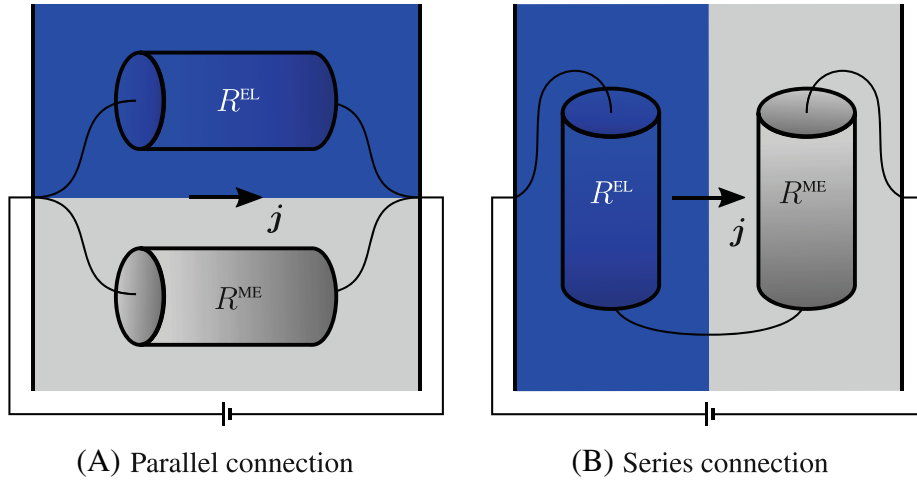 R^EL
j
R^ME
(A) Parallel connection
R^EL
R^ME
j
(B) Series connection